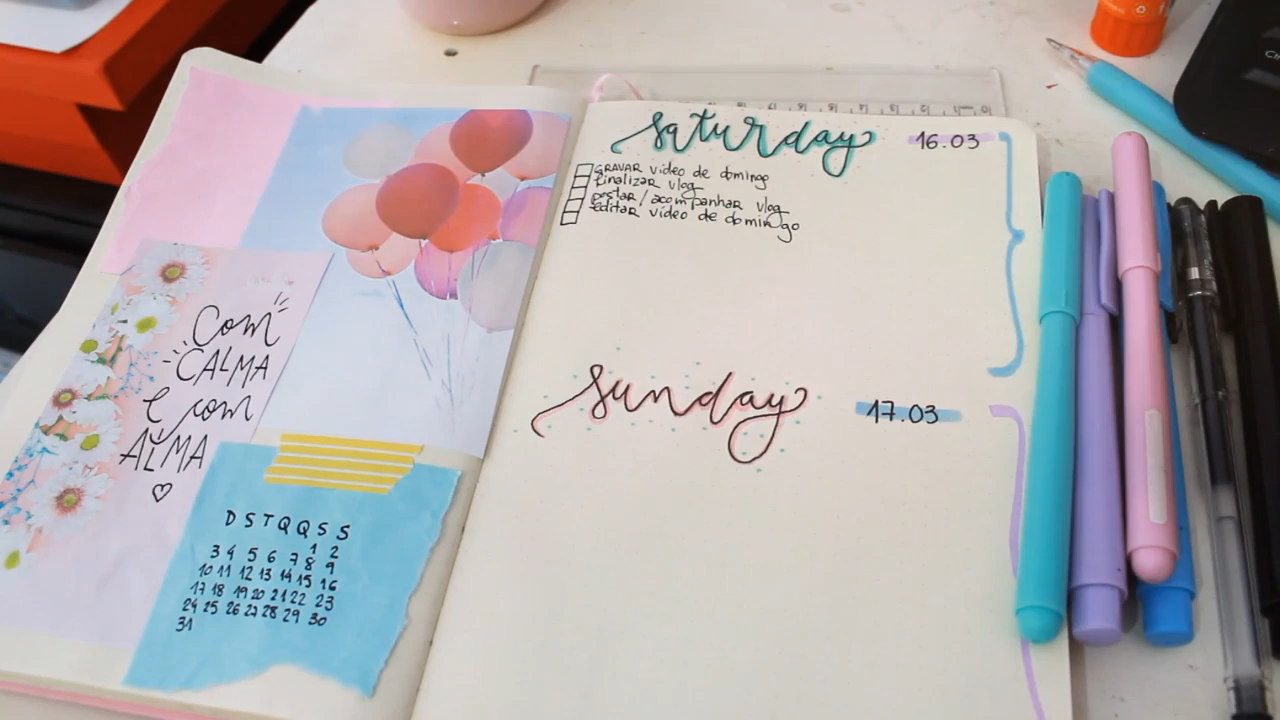 Com
CALMA
e com
ALMA
D S T Q Q S S
1 2
3 4 5 6 7 8 9
10 11 12 13 14 15 16
17 18 19 20 21 22 23
24 25 26 27 28 29 30
31
saturday 16.03
GRAVAR vídeo de domingo
finalizar vlog
postar/acompanhar vlog
editar vídeo de domingo
sunday 17.03